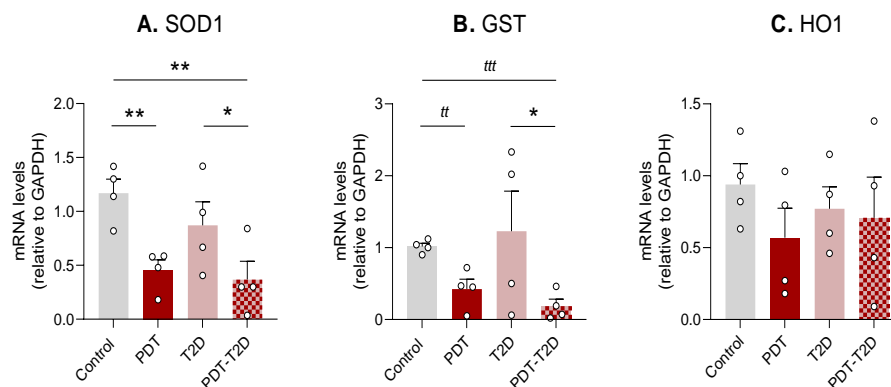 A. SOD1
**
**
*
mRNA levels
(relative to GAPDH)
2.0
1.5
1.0
0.5
0.0
Control
PDT
T2D
PDT-T2D
B. GST
ttt
tt
*
mRNA levels
(relative to GAPDH)
3
2
1
0
Control
PDT
T2D
PDT-T2D
C. HO1
mRNA levels
(relative to GAPDH)
1.5
1.0
0.5
0.0
Control
PDT
T2D
PDT-T2D